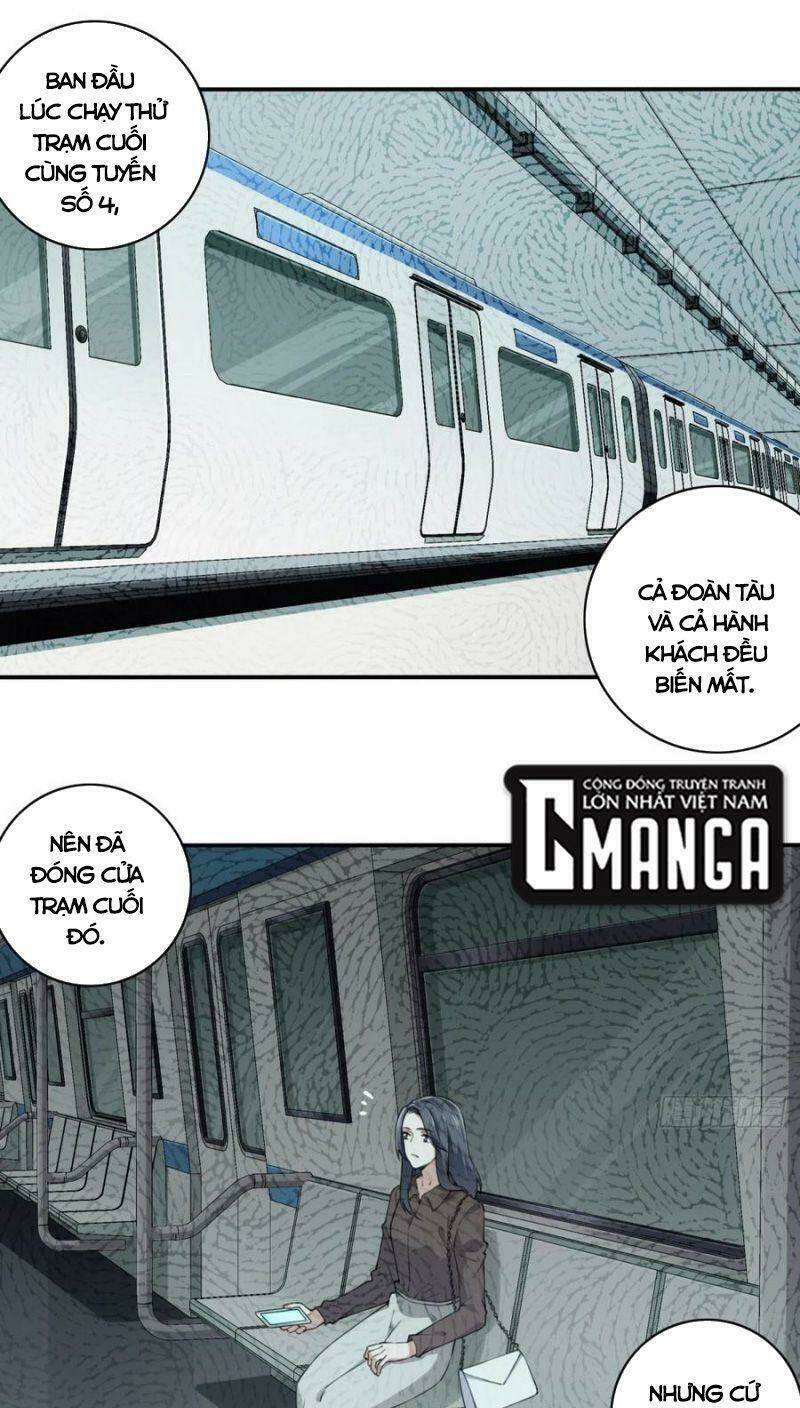 BAN ĐẦU
LÚC CHẠY THỬ
TRẠM CUỐI
CÙNG TUYẾN
SỐ 4,
CẢ ĐOÀN TÀU
VÀ CẢ HÀNH
KHÁCH ĐỀU
BIẾN MẤT.
CỘNG ĐỒNG TRUYỆN TRANH
LỚN NHẤT VIỆT NAM
CMANGA
NÊN ĐÃ
ĐÓNG CỬA
TRẠM CUỐI
ĐÓ.
NHƯNG CỨ